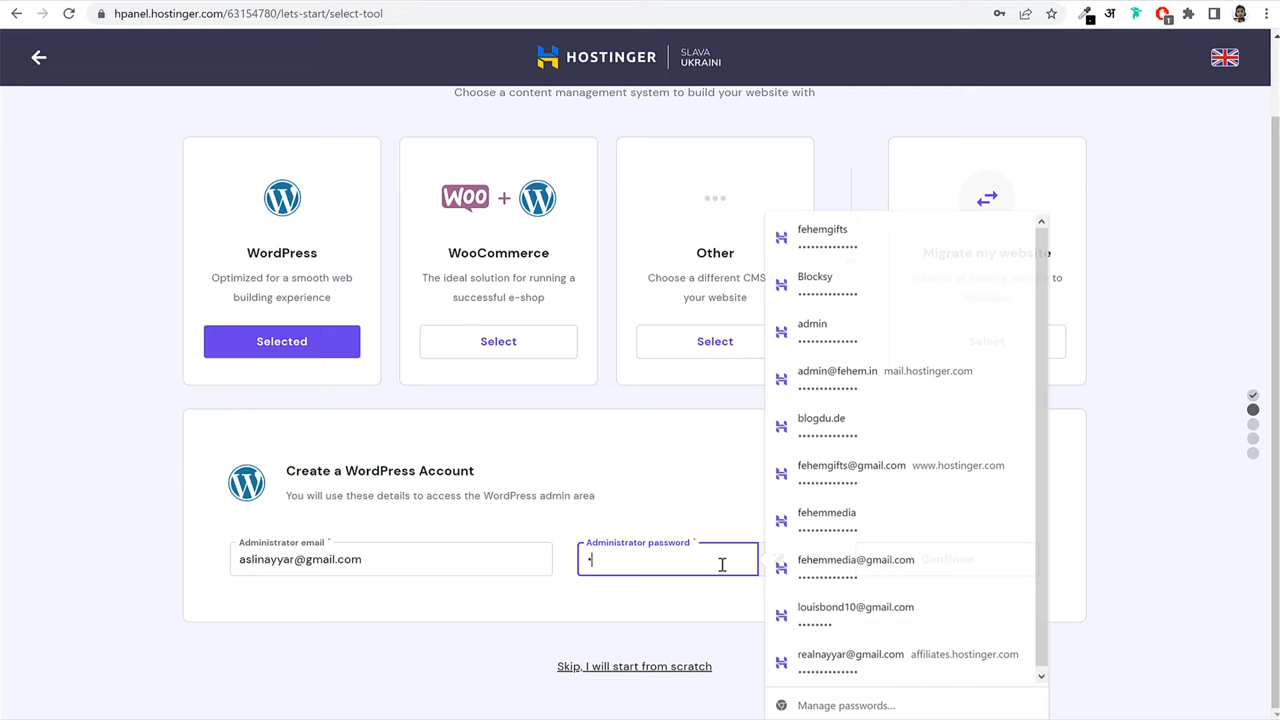 hpanel.hostinger.com/63154780/lets-start/select-tool
अ
1
HOSTINGER
SLAVA
UKRAINI
Choose a content management system to build your website with
WordPress
Optimized for a smooth web
building experience
Selected
WOO +
WooCommerce
The ideal solution for running a
successful e-shop
Select
Other
Choose a different CMS
your website
Select
Migrate my website
to
Select
fehemgifts
••••••••••••••
Blocksy
••••••••••••••
admin
••••••••••••••
admin@fehem.in mail.hostinger.com
••••••••••••••
blogdu.de
••••••••••••••
fehemgifts@gmail.com www.hostinger.com
••••••••••••••
fehemmedia
••••••••••••••
fehemmedia@gmail.com
••••••••••••••
louisbond10@gmail.com
••••••••
realnayyar@gmail.com affiliates.hostinger.com
••••••••••••••
Manage passwords...
Create a WordPress Account
You will use these details to access the WordPress admin area
Administrator email *
aslinayyar@gmail.com
Administrator password *
•
Continue
Skip, I will start from scratch